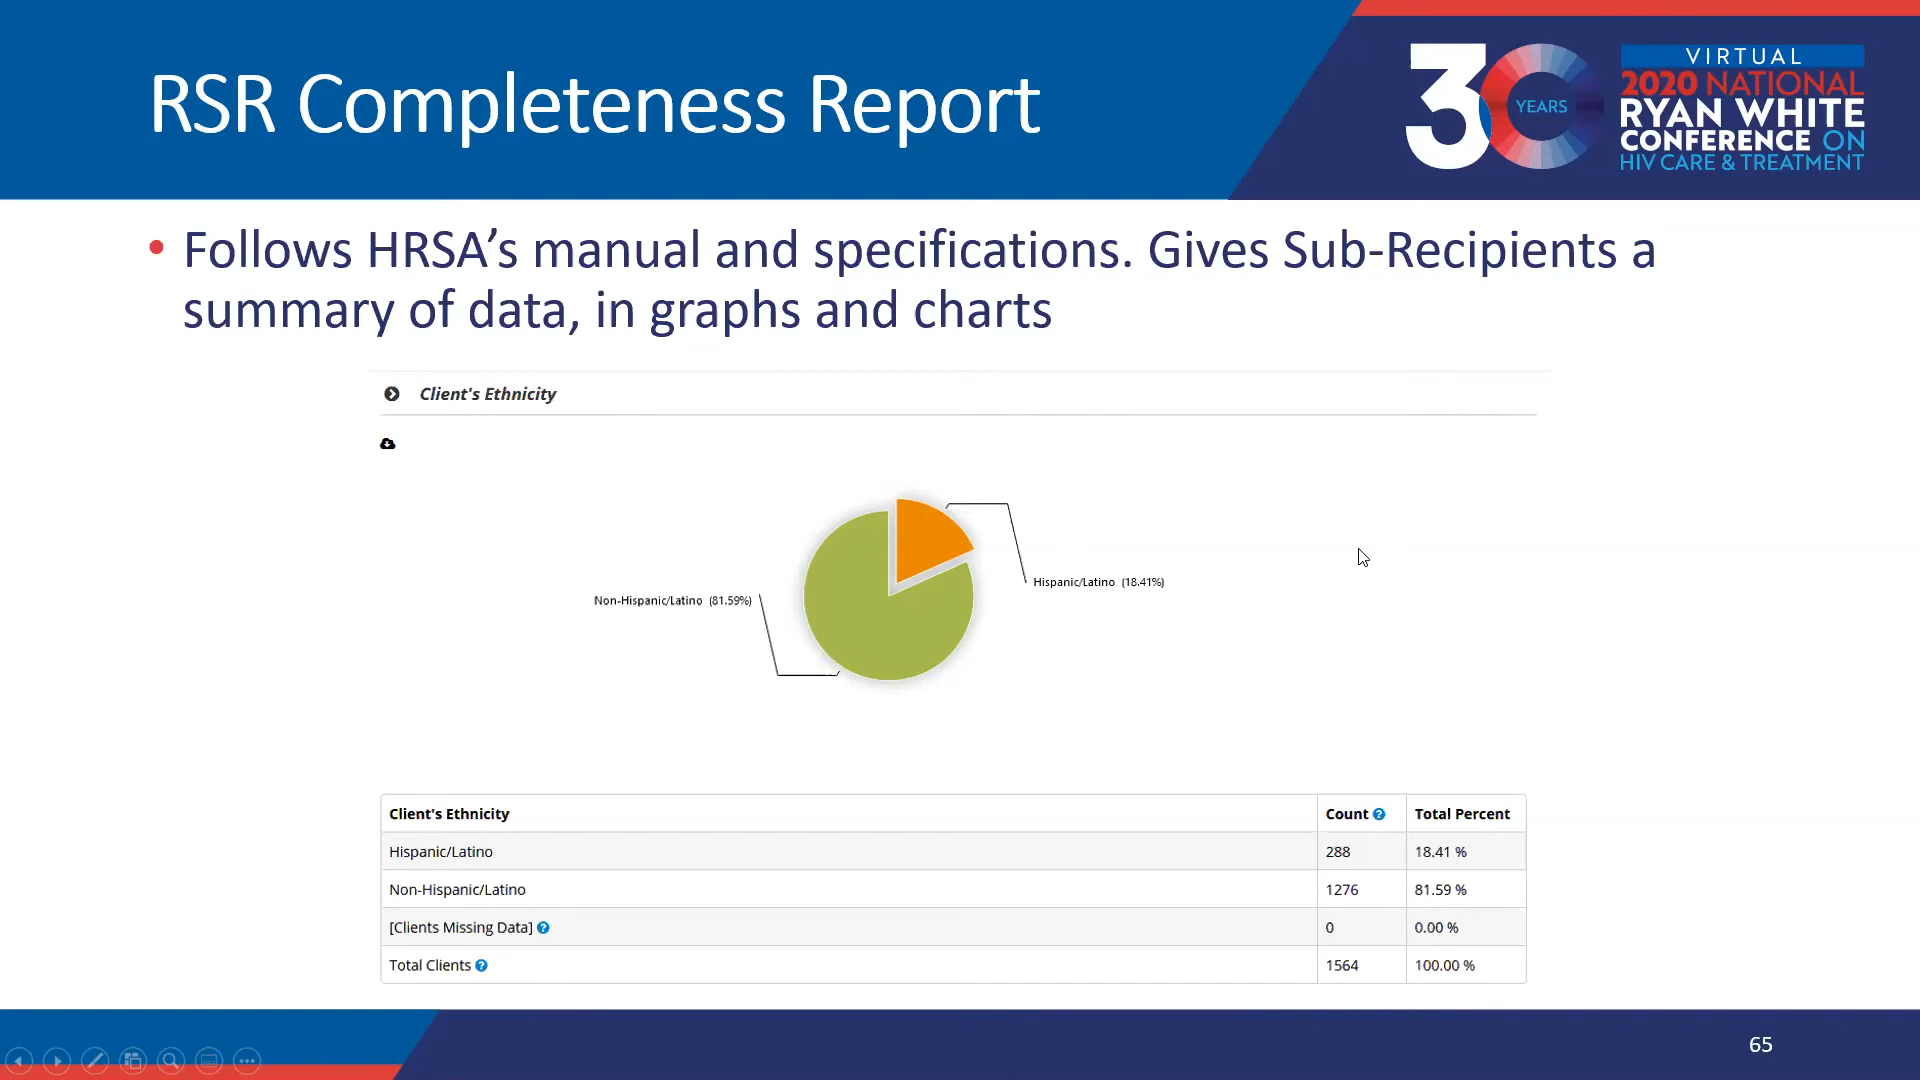 RSR Completeness Report
30
YEARS
VIRTUAL
2020 NATIONAL
RYAN WHITE
CONFERENCE ON
HIV CARE & TREATMENT
• Follows HRSA’s manual and specifications. Gives Sub-Recipients a
summary of data, in graphs and charts
Client's Ethnicity
Hispanic/Latino (18.41%)
Non-Hispanic/Latino (81.59%)
Client's Ethnicity Count Total Percent
Hispanic/Latino 288 18.41 %
Non-Hispanic/Latino 1276 81.59 %
[Clients Missing Data] 0 0.00 %
Total Clients 1564 100.00 %
65